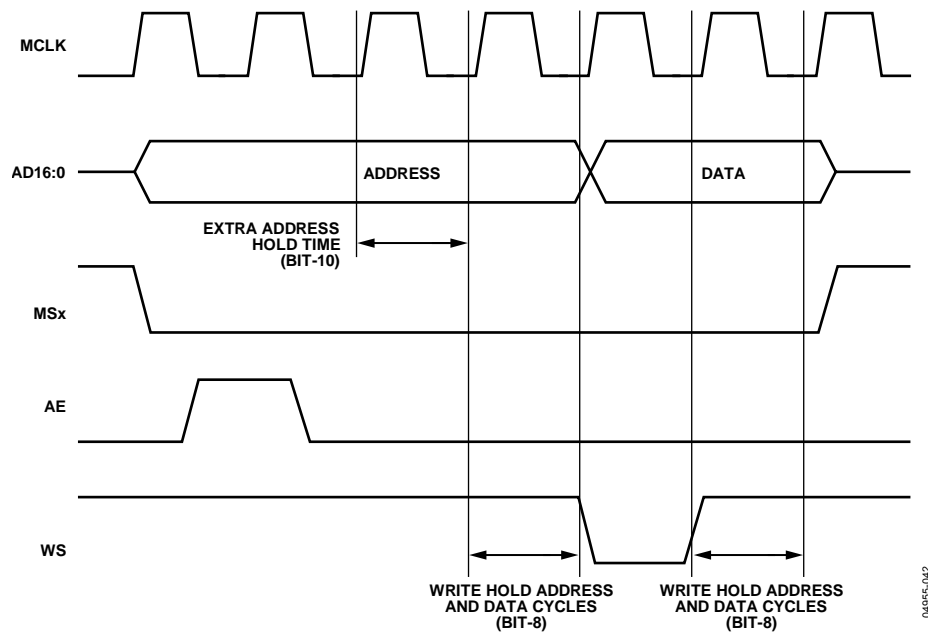 MCLK
AD16:0
ADDRESS
DATA
EXTRA ADDRESS
HOLD TIME
(BIT-10)
MSx
AE
WS
WRITE HOLD ADDRESS
AND DATA CYCLES
(BIT-8)
WRITE HOLD ADDRESS
AND DATA CYCLES
(BIT-8)
04955-042